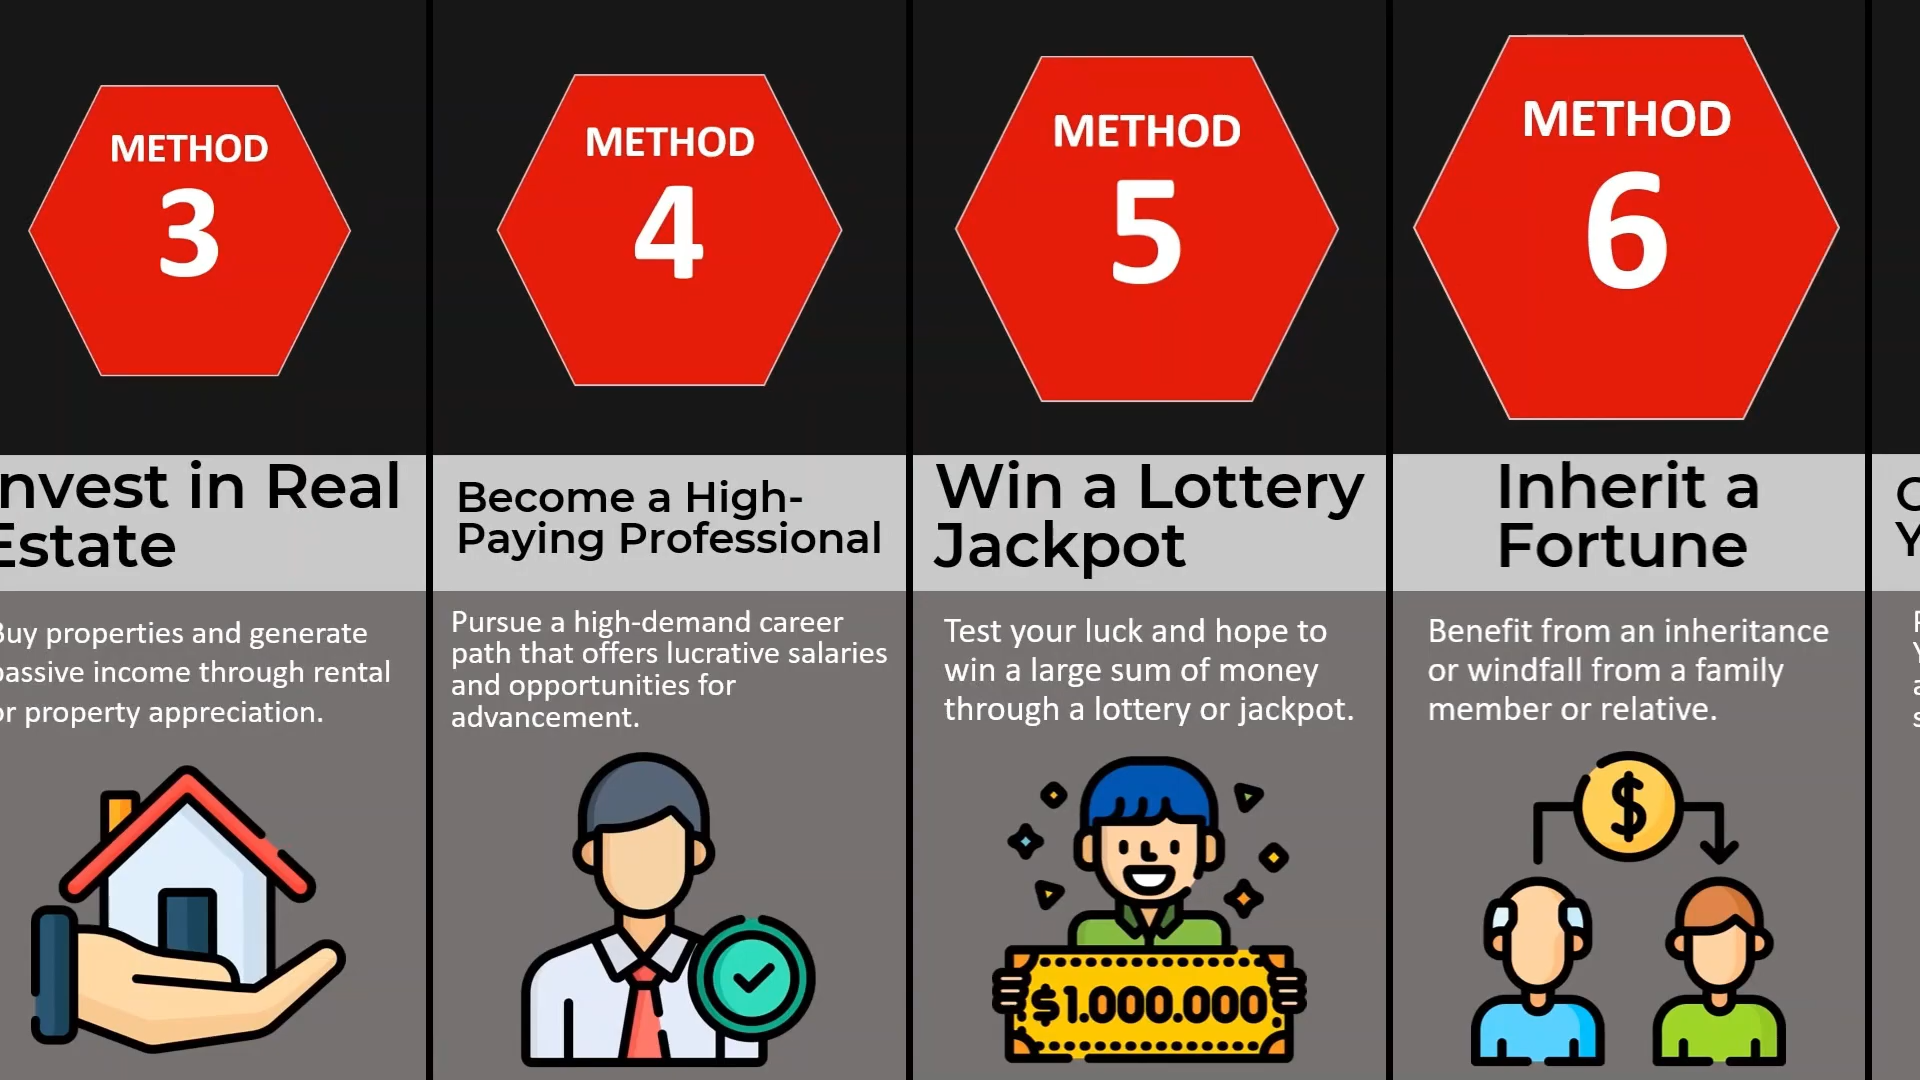 METHOD
3
nvest in Real
Estate
Buy properties and generate
passive income through rental
or property appreciation.
METHOD
4
Become a High-
Paying Professional
Pursue a high-demand career
path that offers lucrative salaries
and opportunities for
advancement.
METHOD
5
Win a Lottery
Jackpot
Test your luck and hope to
win a large sum of money
through a lottery or jackpot.
$1.000.000
METHOD
6
Inherit a
Fortune
Benefit from an inheritance
or windfall from a family
member or relative.
$